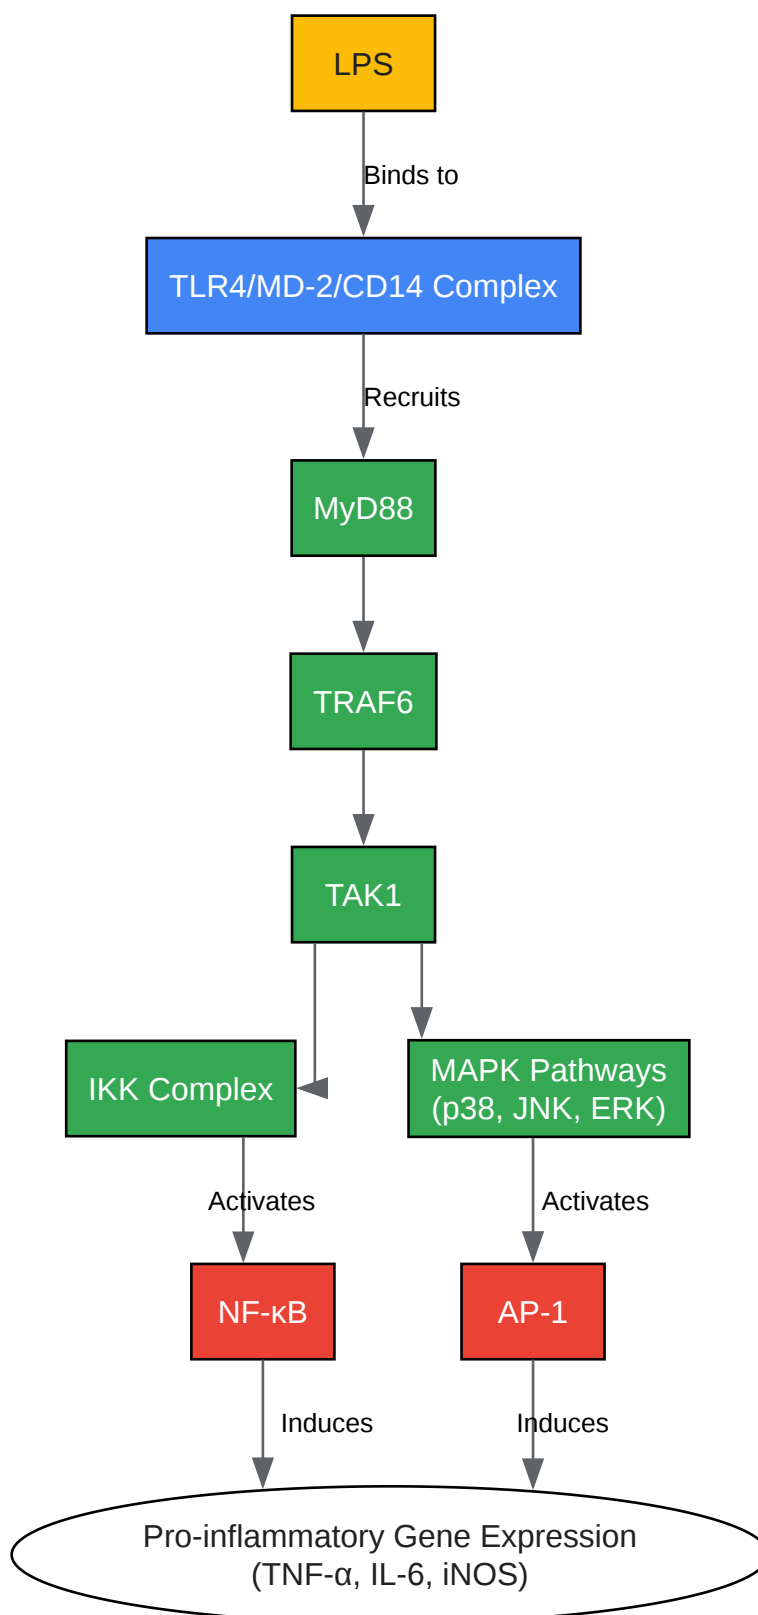 LPS
Binds to
TLR4/MD-2/CD14 Complex
Recruits
MyD88
TRAF6
TAK1
IKK Complex
MAPK Pathways
(p38, JNK, ERK)
Activates
Activates
NF-κB
AP-1
Induces
Induces
Pro-inflammatory Gene Expression
(TNF-α, IL-6, iNOS)